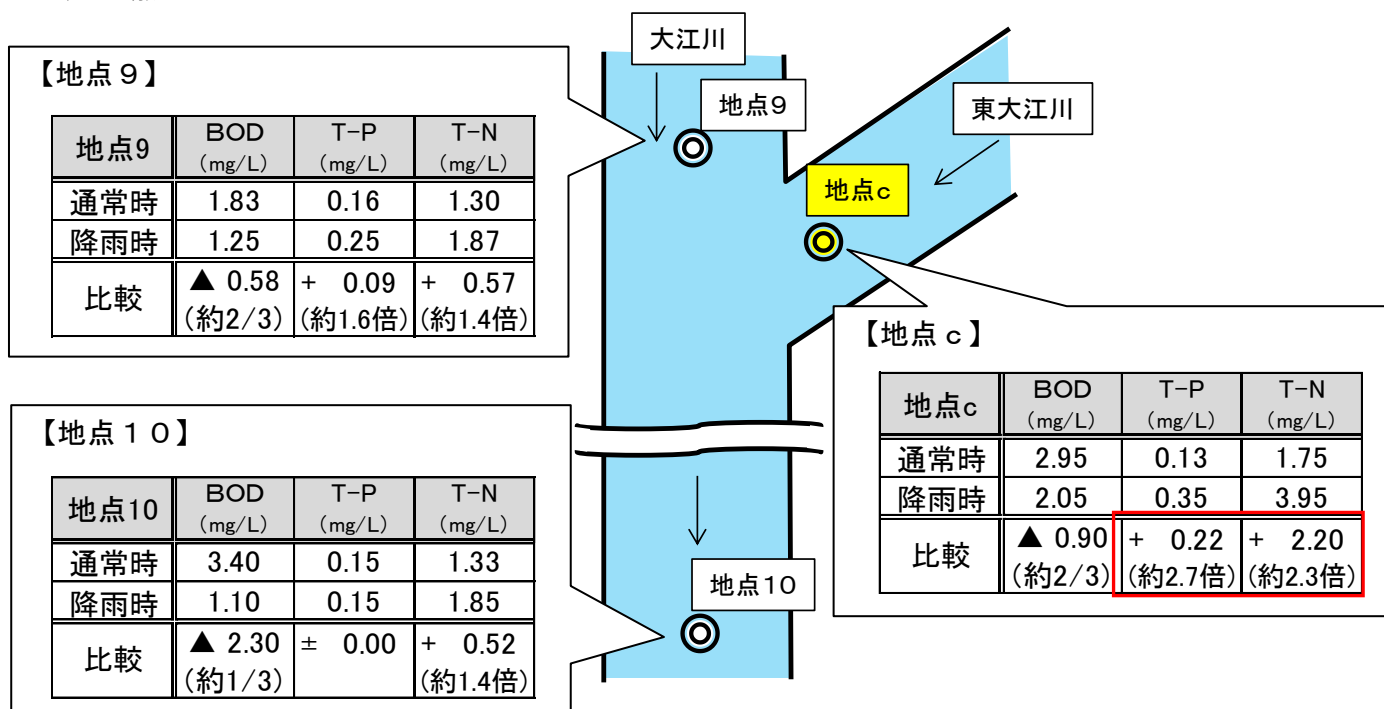 大江川
地点9
東大江川
地点c
地点10
【地点9】
地点9 BOD (mg/L) T-P (mg/L) T-N (mg/L)
通常時 1.83 0.16 1.30
降雨時 1.25 0.25 1.87
比較 ▲ 0.58 + 0.09 + 0.57
(約2/3) (約1.6倍) (約1.4倍)
【地点c】
地点c BOD (mg/L) T-P (mg/L) T-N (mg/L)
通常時 2.95 0.13 1.75
降雨時 2.05 0.35 3.95
比較 ▲ 0.90 + 0.22 + 2.20
(約2/3) (約2.7倍) (約2.3倍)
【地点10】
地点10 BOD (mg/L) T-P (mg/L) T-N (mg/L)
通常時 3.40 0.15 1.33
降雨時 1.10 0.15 1.85
比較 ▲ 2.30 ± 0.00 + 0.52
(約1/3) (約1.4倍)